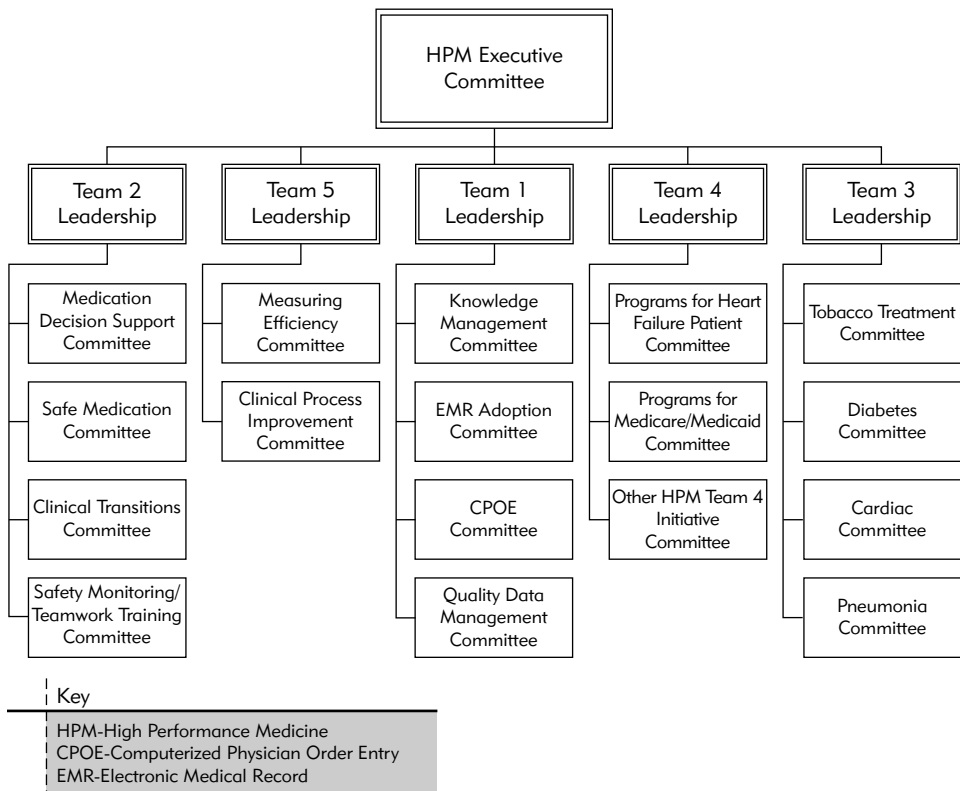 HPM Executive
Committee
Team 2
Leadership
Medication
Decision Support
Committee
Safe Medication
Committee
Clinical Transitions
Committee
Safety Monitoring/
Teamwork Training
Committee
Team 5
Leadership
Measuring
Efficiency
Committee
Clinical Process
Improvement
Committee
Team 1
Leadership
Knowledge
Management
Committee
EMR Adoption
Committee
CPOE
Committee
Quality Data
Management
Committee
Team 4
Leadership
Programs for Heart
Failure Patient
Committee
Programs for
Medicare/Medicaid
Committee
Other HPM Team 4
Initiative
Committee
Team 3
Leadership
Tobacco Treatment
Committee
Diabetes
Committee
Cardiac
Committee
Pneumonia
Committee
Key
HPM-High Performance Medicine
CPOE-Computerized Physician Order Entry
EMR-Electronic Medical Record